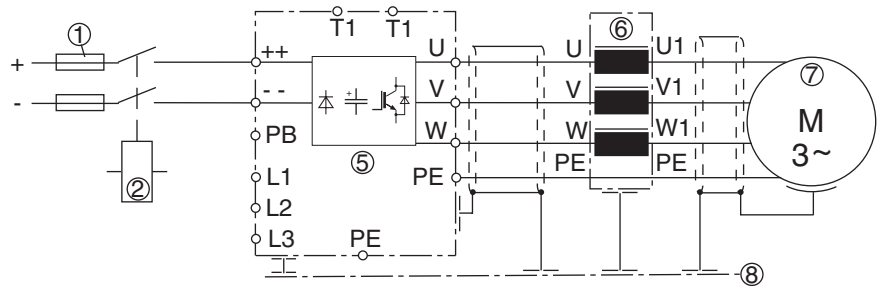 T1 T1
① ++ U U ⑥ U1 ⑦
+
- - V V V1
-
M
3~
PB W W W1
⑤
② L1 PE PE PE
L2
L3 PE
⑧